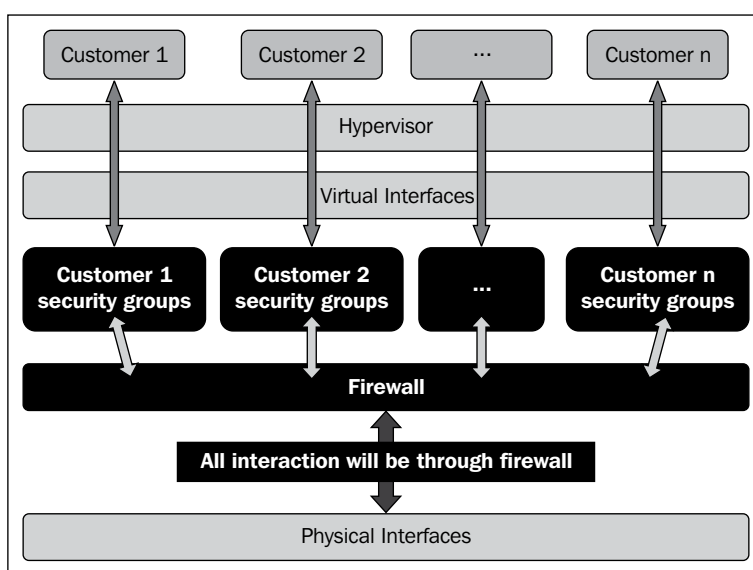 Customer 1
Customer 2
...
Customer n
Hypervisor
Virtual Interfaces
Customer 1
security groups
Customer 2
security groups
...
Customer n
security groups
Firewall
All interaction will be through firewall
Physical Interfaces